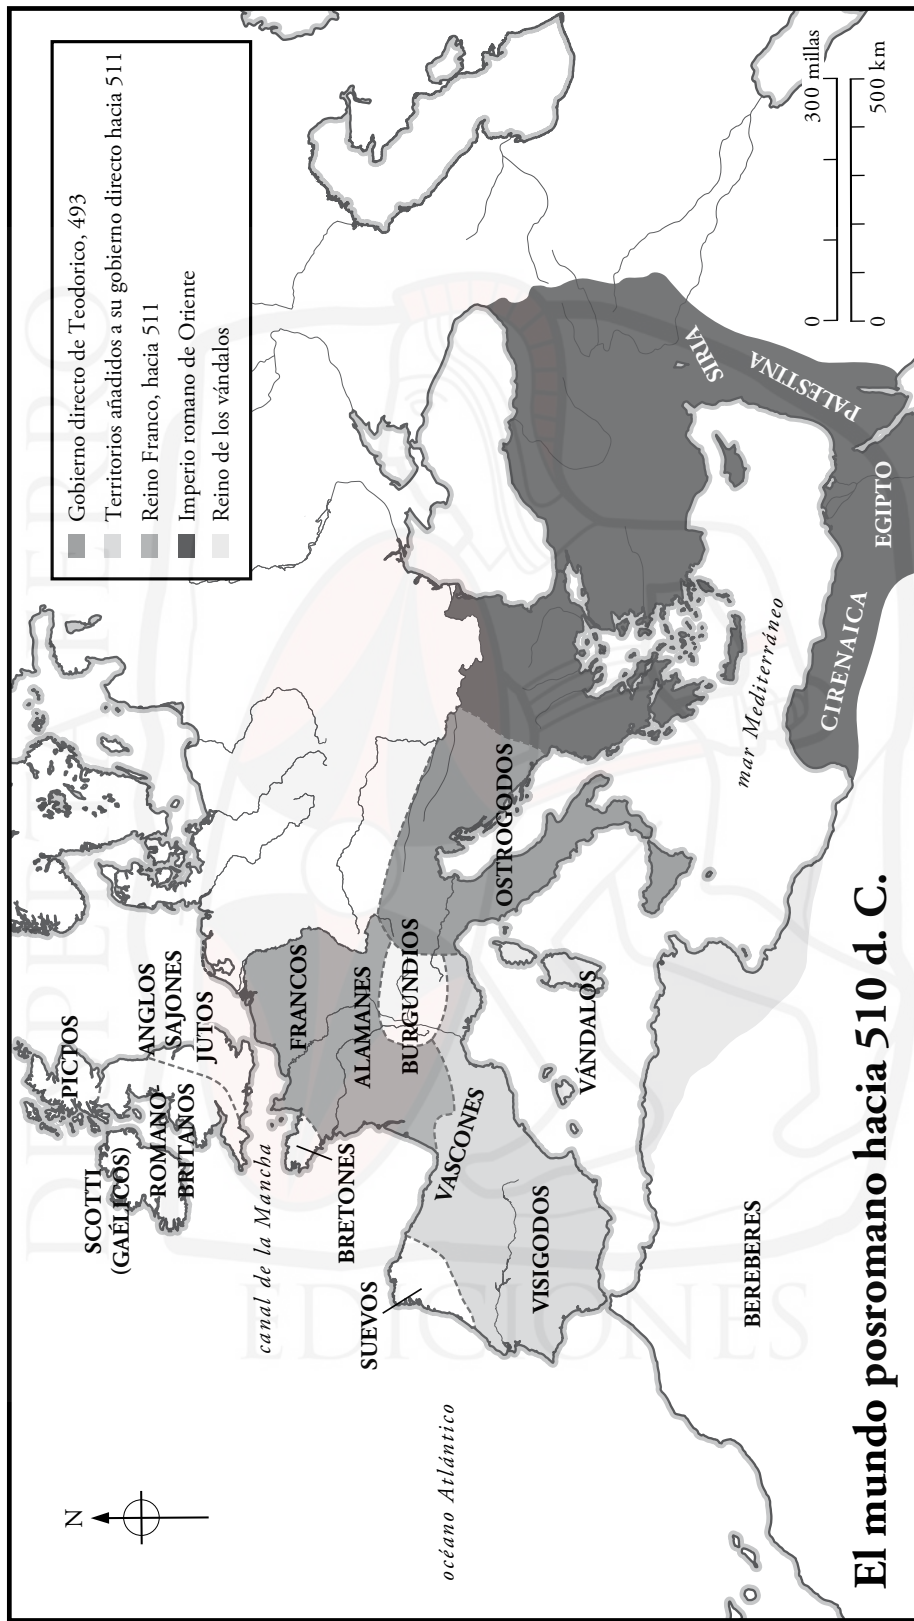 Gobierno directo de Teodorico, 493
Territorios añadidos a su gobierno directo hacia 511
Reino Franco, hacia 511
Imperio romano de Oriente
Reino de los vándalos
N
PICTOS
SCOTTI
(GAÉLICOS)
ROMANO-
BRITANOS
ANGLOS
SAJONES
JUTOS
canal de la Mancha
BRETONES
FRANCOS
ALAMANES
BURGUNDIOS
SUEVOS
VASCONES
VISIGODOS
OSTROGODOS
VÁNDALOS
BEREBERES
océano Atlántico
mar Mediterráneo
SIRIA
PALESTINA
EGIPTO
CIRENAICA
0 300 millas
0 500 km
El mundo posromano hacia 510 d. C.
DESPERTA FERRO
EDICIONES